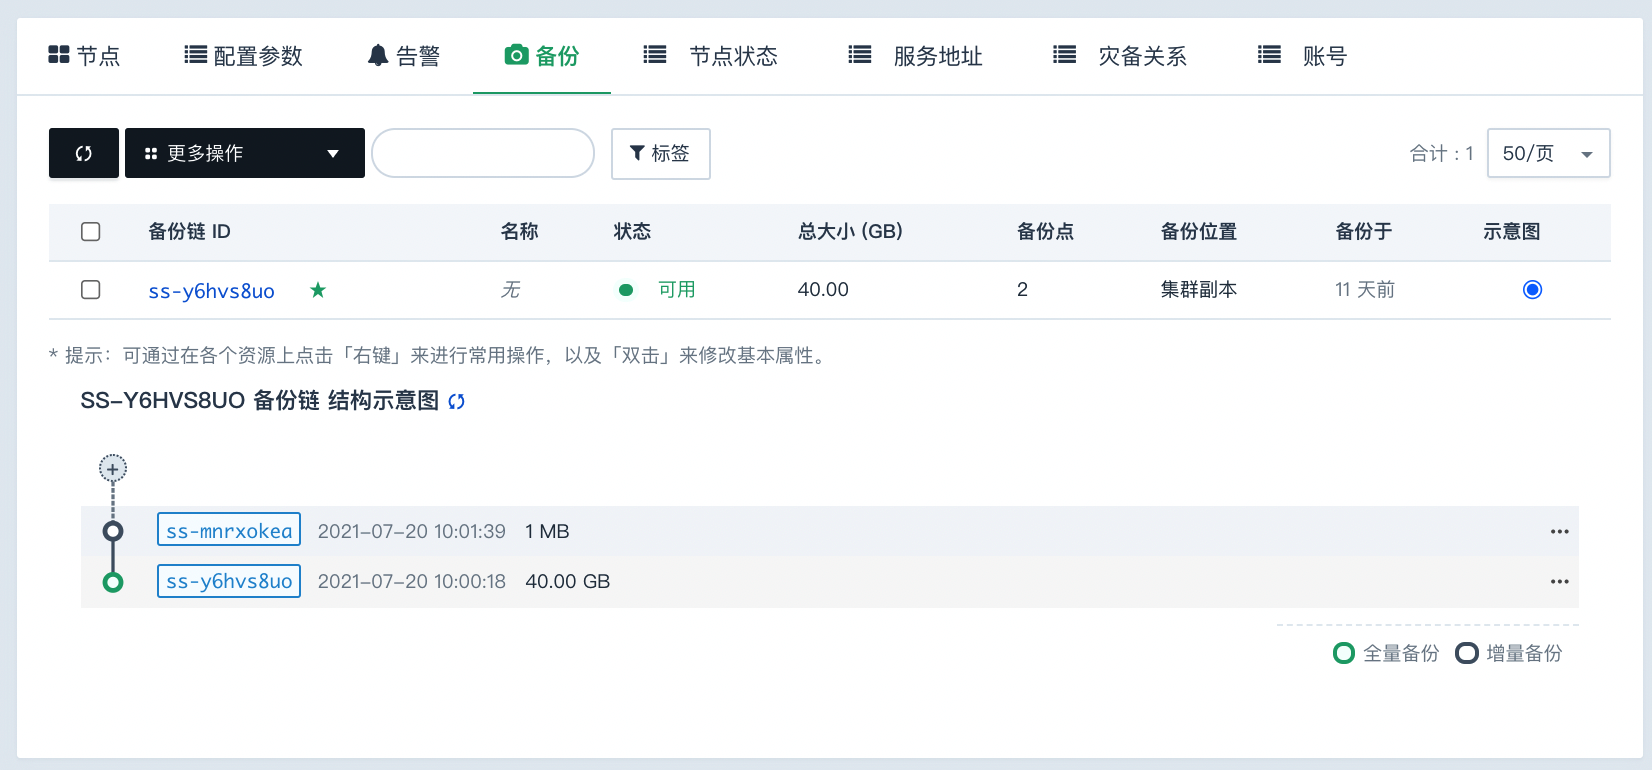 节点 配置参数 告警 备份 节点状态 服务地址 灾备关系 账号
更多操作 标签 合计 : 1 50/页
备份链 ID 名称 状态 总大小 (GB) 备份点 备份位置 备份于 示意图
ss-y6hvs8uo 无 可用 40.00 2 集群副本 11 天前
* 提示：可通过在各个资源上点击「右键」来进行常用操作，以及「双击」来修改基本属性。
SS-Y6HVS8UO 备份链 结构示意图
ss-mnrxokea 2021-07-20 10:01:39 1 MB
ss-y6hvs8uo 2021-07-20 10:00:18 40.00 GB
全量备份 增量备份